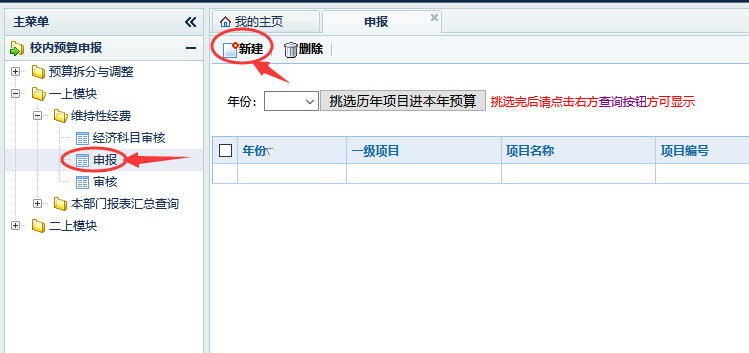 主菜单
校内预算申报
预算拆分与调整
一上模块
维持性经费
经济科目审核
申报
审核
本部门报表汇总查询
二上模块
我的主页 申报
新建 删除
年份： 挑选历年项目进本年预算 挑选完后请点击右方查询按钮方可显示
年份 一级项目 项目名称 项目编号